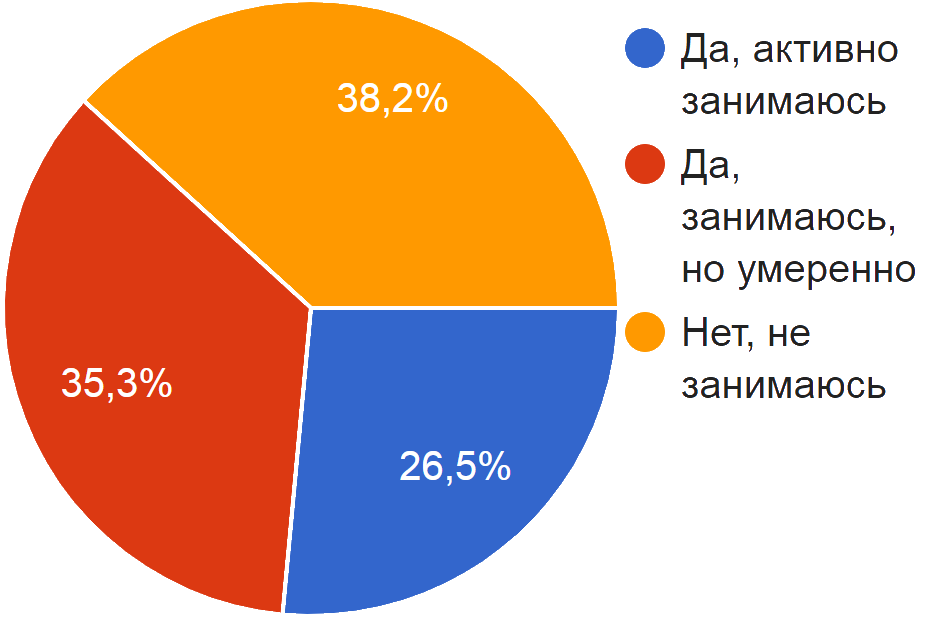 38,2%
35,3%
26,5%
Да, активно
занимаюсь
Да,
занимаюсь,
но умеренно
Нет, не
занимаюсь